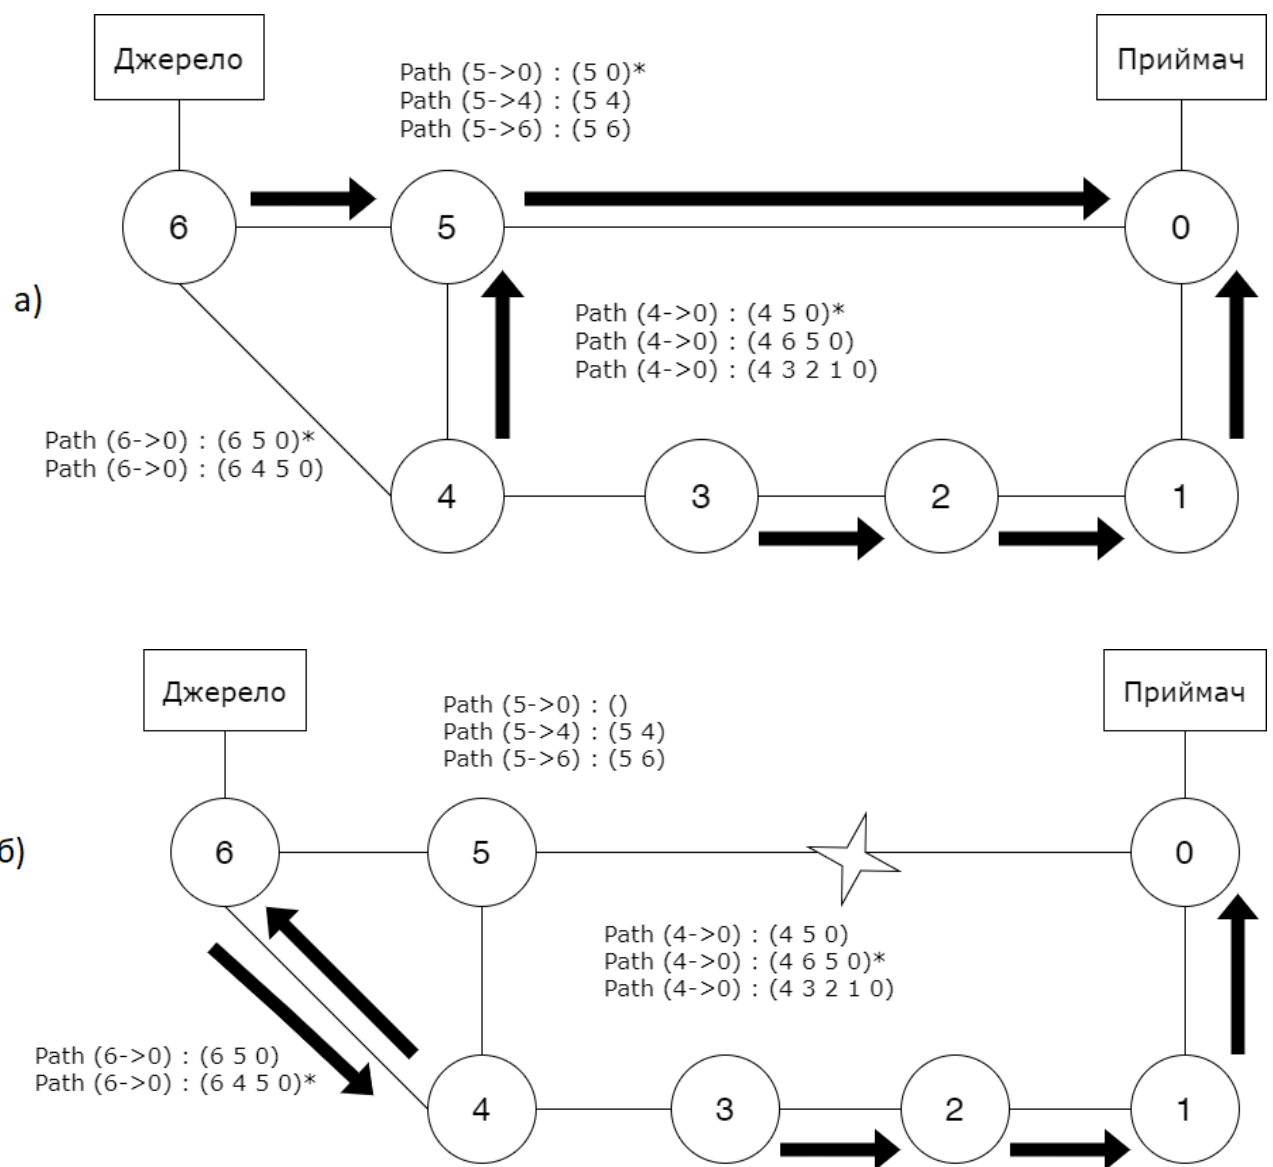 Джерело
Приймач
Path (5->0) : (5 0)*
Path (5->4) : (5 4)
Path (5->6) : (5 6)
6
5
0
а)
Path (4->0) : (4 5 0)*
Path (4->0) : (4 6 5 0)
Path (4->0) : (4 3 2 1 0)
Path (6->0) : (6 5 0)*
Path (6->0) : (6 4 5 0)
4
3
2
1
Джерело
Приймач
Path (5->0) : ()
Path (5->4) : (5 4)
Path (5->6) : (5 6)
б)
6
5
0
Path (4->0) : (4 5 0)
Path (4->0) : (4 6 5 0)*
Path (4->0) : (4 3 2 1 0)
Path (6->0) : (6 5 0)
Path (6->0) : (6 4 5 0)*
4
3
2
1